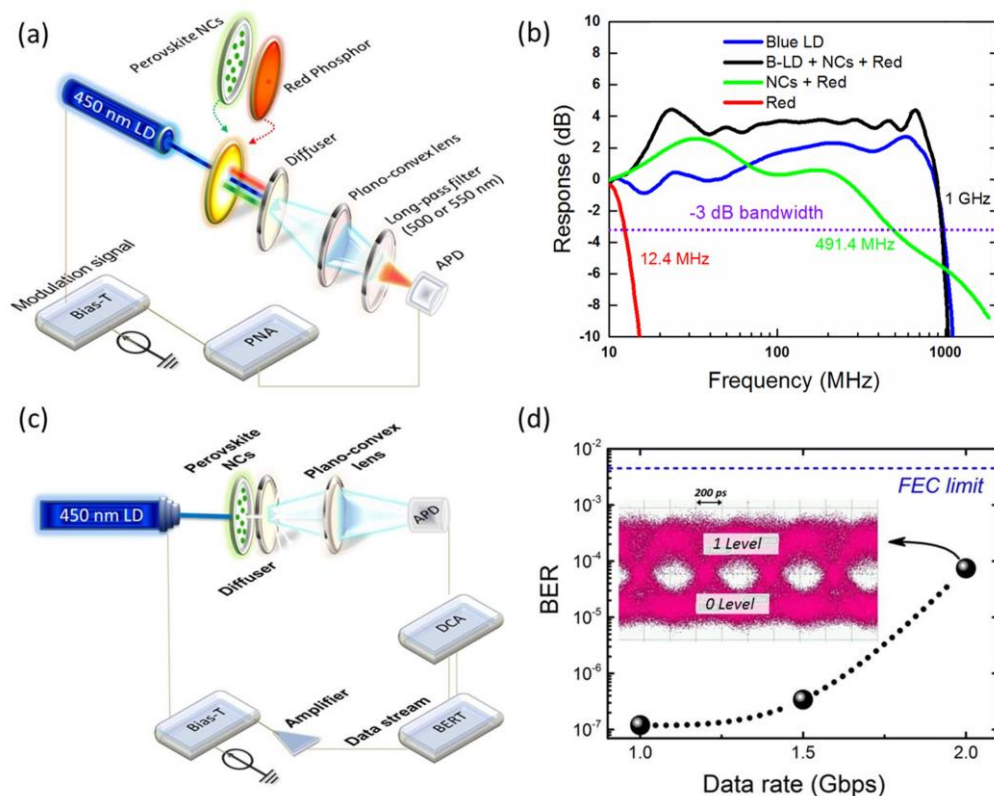 (a)
Perovskite NCs
Red Phosphor
450 nm LD
Diffuser
Plano-convex lens
Long-pass filter
(500 or 550 nm)
APD
Modulation signal
Bias-T
PNA
(b)
Blue LD
B-LD + NCs + Red
NCs + Red
Red
Response (dB)
10
8
6
4
2
0
-2
-4
-6
-8
-10
-3 dB bandwidth
12.4 MHz
491.4 MHz
1 GHz
10
100
1000
Frequency (MHz)
(c)
Perovskite
NCs
Plano-convex
lens
450 nm LD
APD
Diffuser
DCA
Bias-T
Amplifier
Data stream
BERT
(d)
BER
10-2
10-3
10-4
10-5
10-6
10-7
FEC limit
200 ps
1 Level
0 Level
1.0
1.5
2.0
Data rate (Gbps)